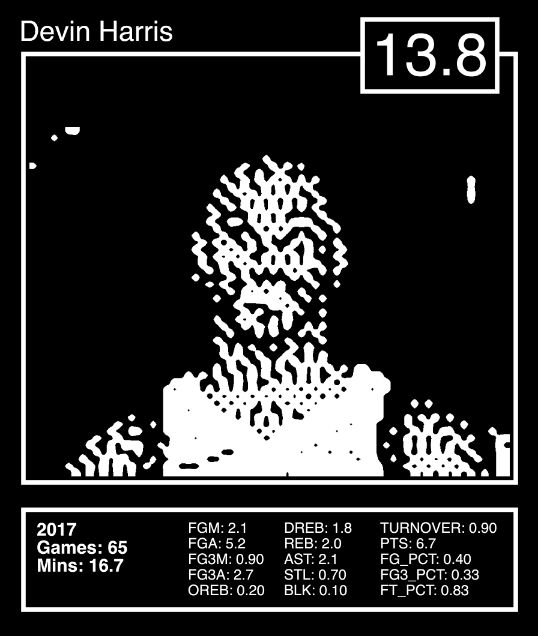 Devin Harris
13.8
2017
Games: 65
Mins: 16.7
FGM: 2.1
FGA: 5.2
FG3M: 0.90
FG3A: 2.7
OREB: 0.20
DREB: 1.8
REB: 2.0
AST: 2.1
STL: 0.70
BLK: 0.10
TURNOVER: 0.90
PTS: 6.7
FG_PCT: 0.40
FG3_PCT: 0.33
FT_PCT: 0.83